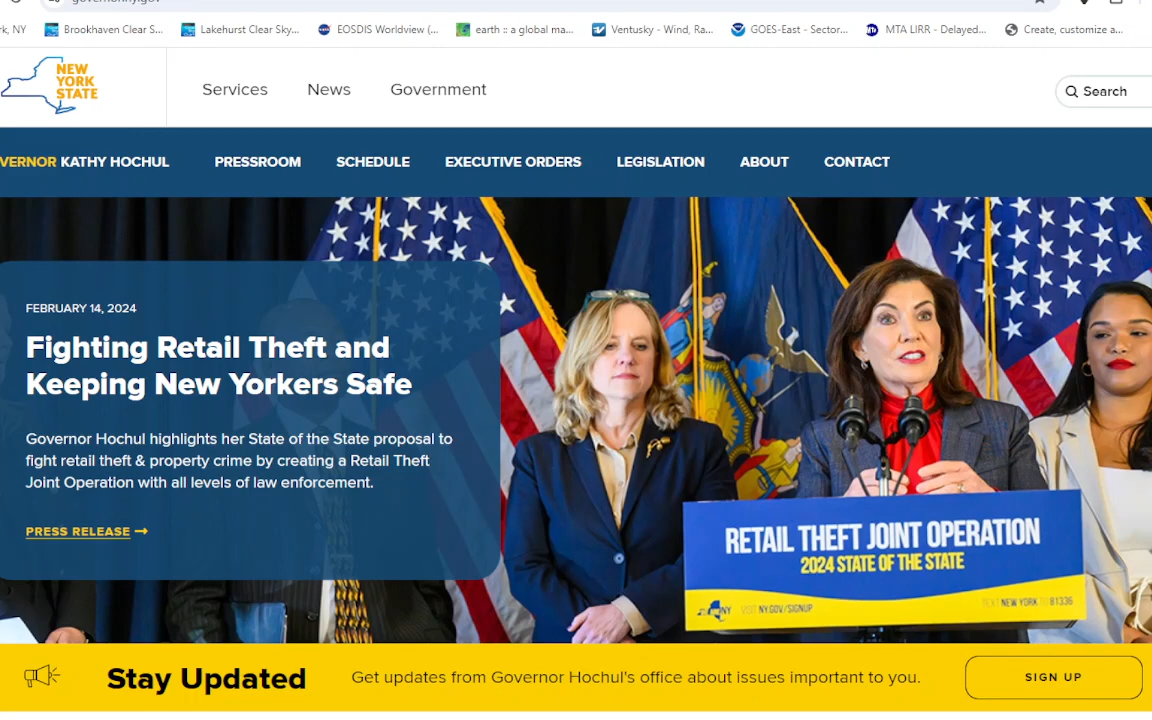 governor.ny.gov
rk, NY
Brookhaven Clear S...
Lakehurst Clear Sky...
EOSDIS Worldview (...
earth :: a global ma...
Ventusky - Wind, Ra...
GOES-East - Sector...
MTA LIRR - Delayed...
Create, customize a...
NEW
YORK
STATE
Services
News
Government
Search
VERNOR KATHY HOCHUL
PRESSROOM
SCHEDULE
EXECUTIVE ORDERS
LEGISLATION
ABOUT
CONTACT
FEBRUARY 14, 2024
Fighting Retail Theft and
Keeping New Yorkers Safe
Governor Hochul highlights her State of the State proposal to
fight retail theft & property crime by creating a Retail Theft
Joint Operation with all levels of law enforcement.
PRESS RELEASE →
RETAIL THEFT JOINT OPERATION
2024 STATE OF THE STATE
NY VISIT NY.GOV/SIGNUP
TEXT NEW YORK TO 81336
Stay Updated
Get updates from Governor Hochul's office about issues important to you.
SIGN UP